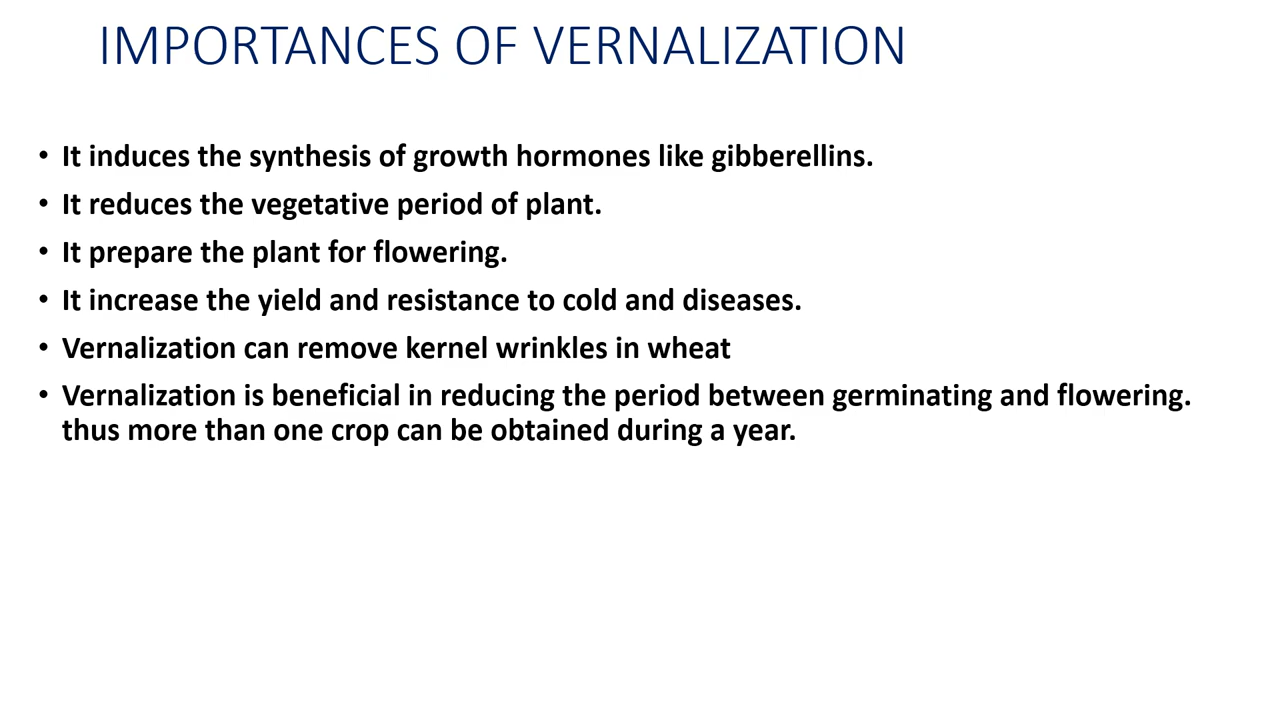 IMPORTANCES OF VERNALIZATION
• It induces the synthesis of growth hormones like gibberellins.
• It reduces the vegetative period of plant.
• It prepare the plant for flowering.
• It increase the yield and resistance to cold and diseases.
• Vernalization can remove kernel wrinkles in wheat
• Vernalization is beneficial in reducing the period between germinating and flowering.
thus more than one crop can be obtained during a year.